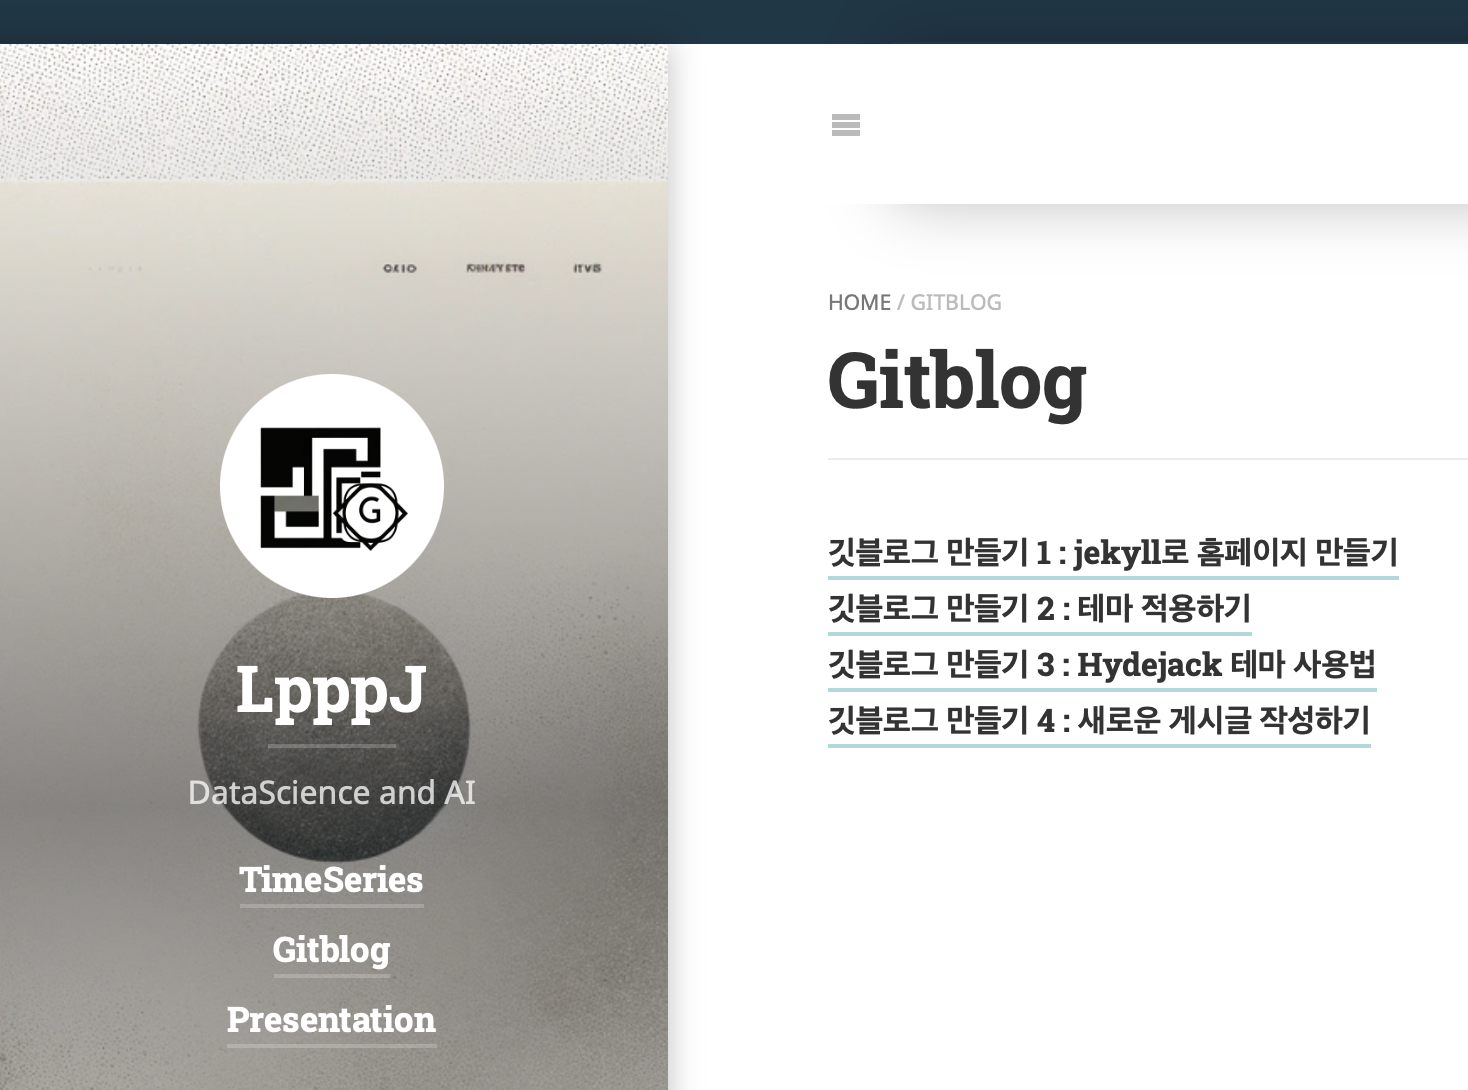 G
LpppJ
DataScience and AI
TimeSeries
Gitblog
Presentation
HOME / GITBLOG
Gitblog
깃블로그 만들기 1 : jekyll로 홈페이지 만들기
깃블로그 만들기 2 : 테마 적용하기
깃블로그 만들기 3 : Hydejack 테마 사용법
깃블로그 만들기 4 : 새로운 게시글 작성하기